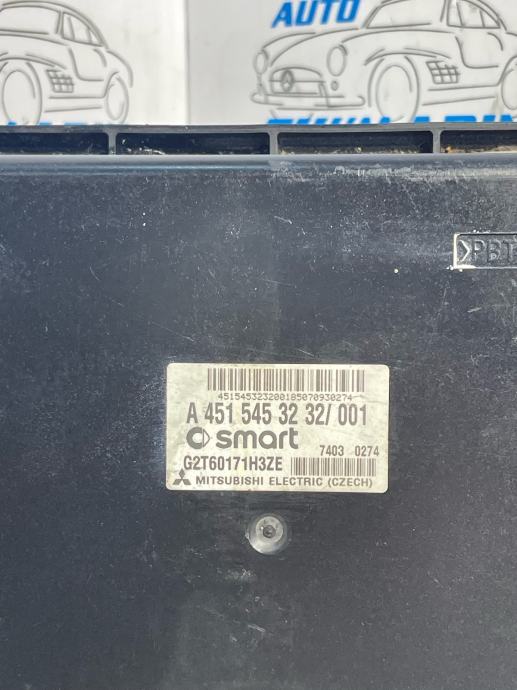 AUTO
PBT
451545323200185070930274
A 451 545 32 32/ 001
smart
7403 0274
G2T60171H3ZE
MITSUBISHI ELECTRIC (CZECH)